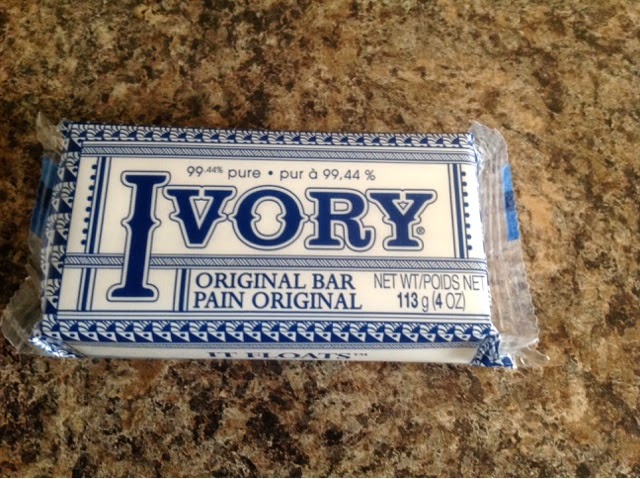 99.44% pure • pur à 99,44 %
IVORY®
ORIGINAL BAR
PAIN ORIGINAL
NET WT/POIDS NET
113 g (4 OZ)
IT FLOATS™